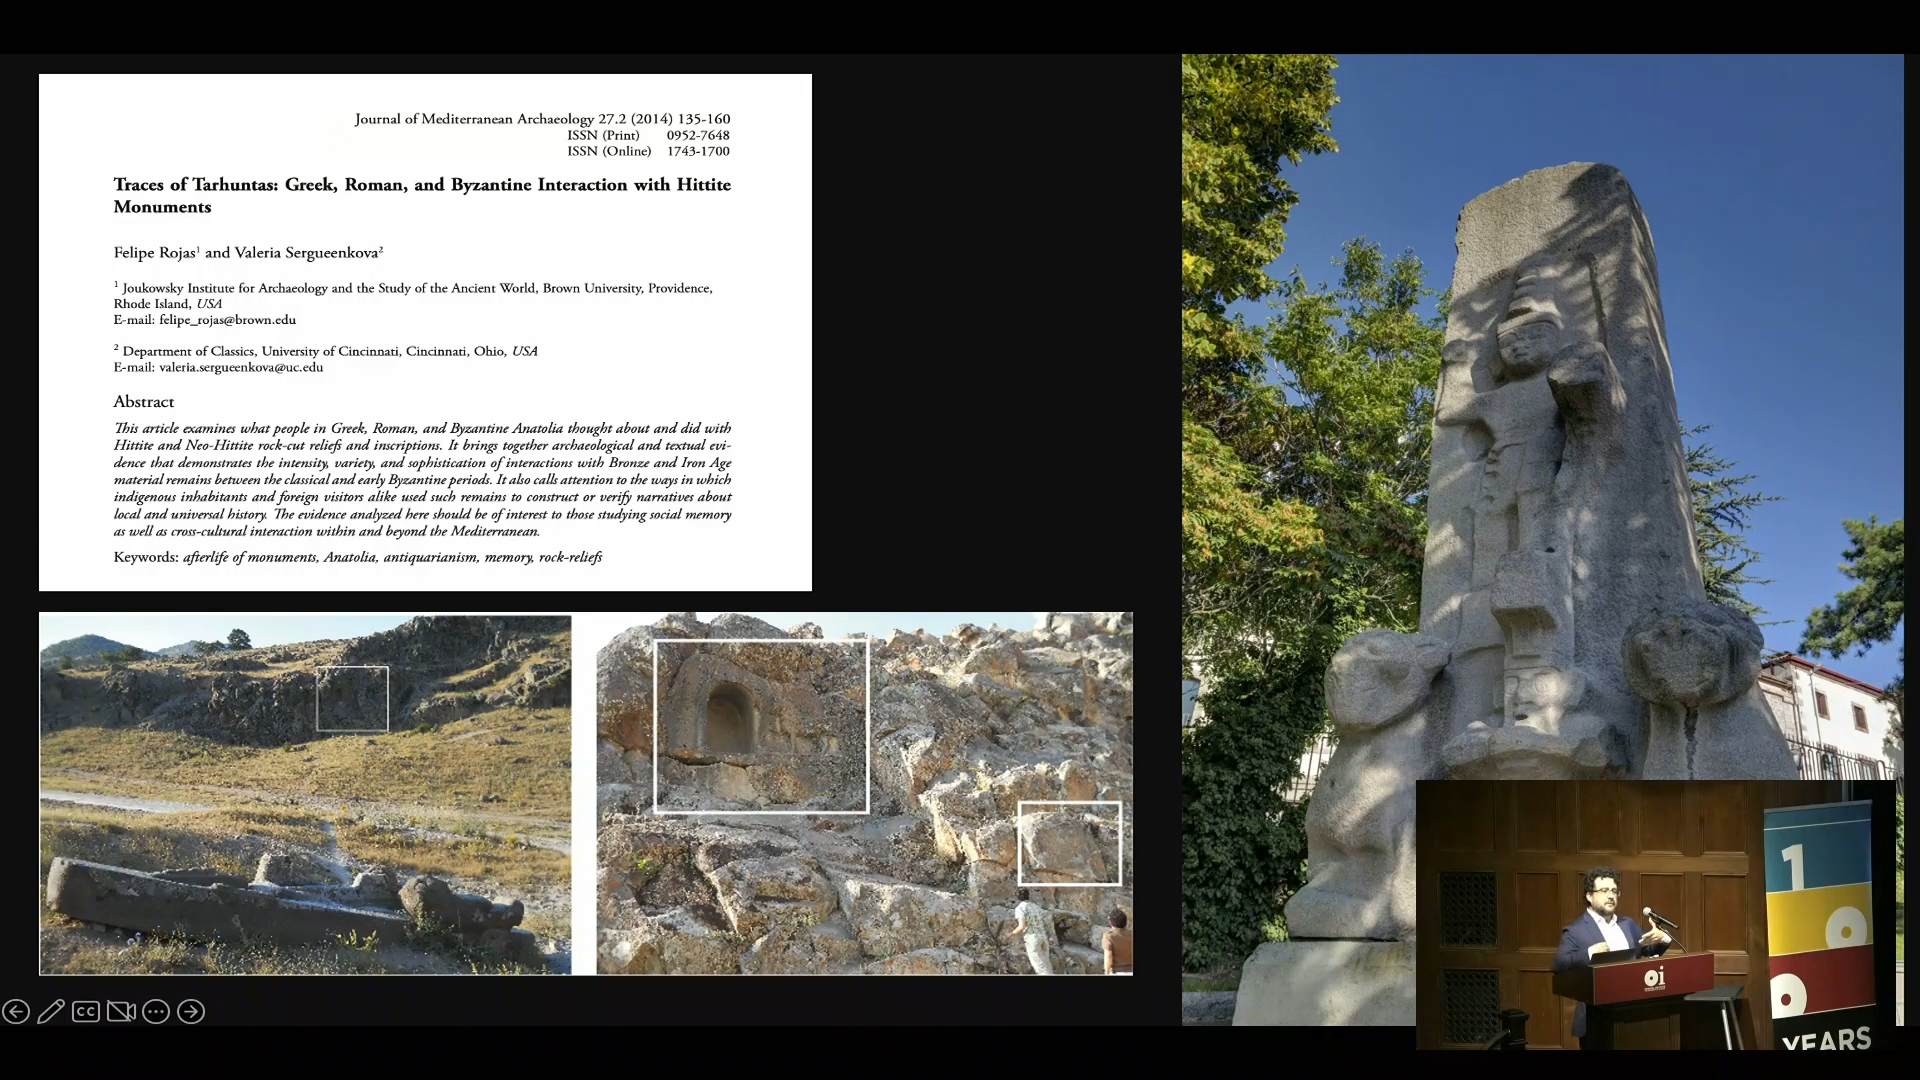 Journal of Mediterranean Archaeology 27.2 (2014) 135-160
ISSN (Print) 0952-7648
ISSN (Online) 1743-1700
Traces of Tarhuntas: Greek, Roman, and Byzantine Interaction with Hittite
Monuments
Felipe Rojas¹ and Valeria Sergueenkova²
¹ Joukowsky Institute for Archaeology and the Study of the Ancient World, Brown University, Providence,
Rhode Island, USA
E-mail: felipe_rojas@brown.edu
² Department of Classics, University of Cincinnati, Cincinnati, Ohio, USA
E-mail: valeria.sergueenkova@uc.edu
Abstract
This article examines what people in Greek, Roman, and Byzantine Anatolia thought about and did with
Hittite and Neo-Hittite rock-cut reliefs and inscriptions. It brings together archaeological and textual evi-
dence that demonstrates the intensity, variety, and sophistication of interactions with Bronze and Iron Age
material remains between the classical and early Byzantine periods. It also calls attention to the ways in which
indigenous inhabitants and foreign visitors alike used such remains to construct or verify narratives about
local and universal history. The evidence analyzed here should be of interest to those studying social memory
as well as cross-cultural interaction within and beyond the Mediterranean.
Keywords: afterlife of monuments, Anatolia, antiquarianism, memory, rock-reliefs
CC
oi
1
0
0
YEARS